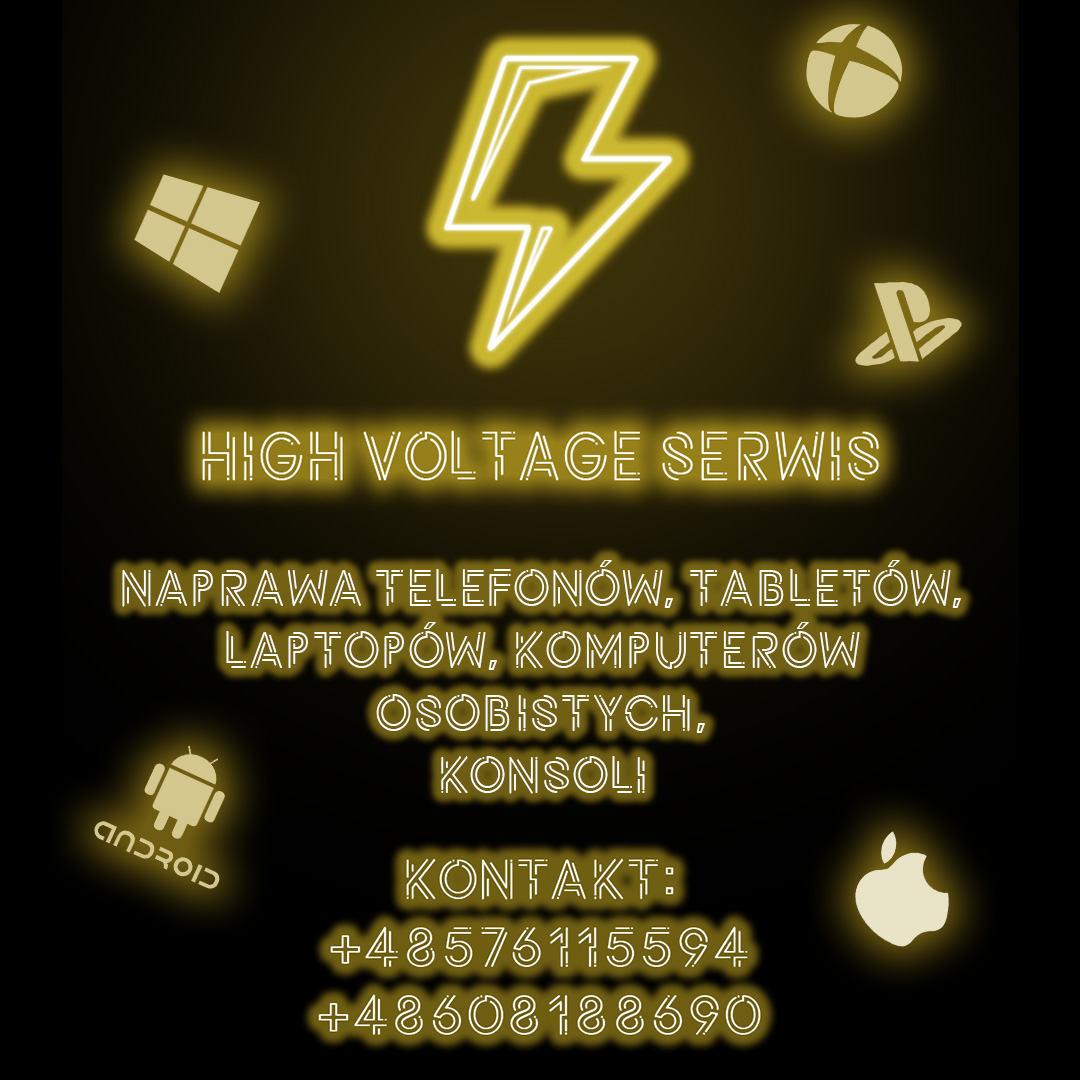 HIGH VOLTAGE SERWIS
NAPRAWA TELEFONÓW, TABLETÓW,
LAPTOPÓW, KOMPUTERÓW
OSOBISTYCH,
KONSOLI
ANDROID
KONTAKT:
+48576115594
+48608188690